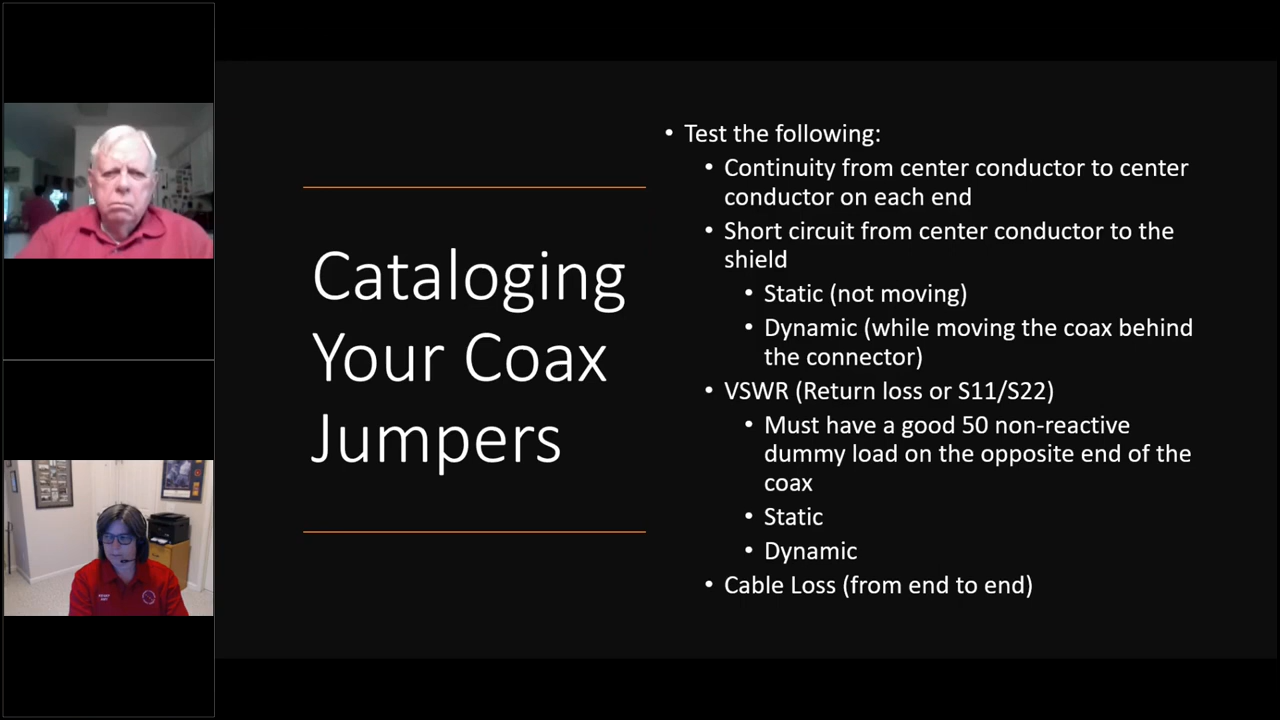 Cataloging
Your Coax
Jumpers
• Test the following:
• Continuity from center conductor to center
conductor on each end
• Short circuit from center conductor to the
shield
• Static (not moving)
• Dynamic (while moving the coax behind
the connector)
• VSWR (Return loss or S11/S22)
• Must have a good 50 non-reactive
dummy load on the opposite end of the
coax
• Static
• Dynamic
• Cable Loss (from end to end)